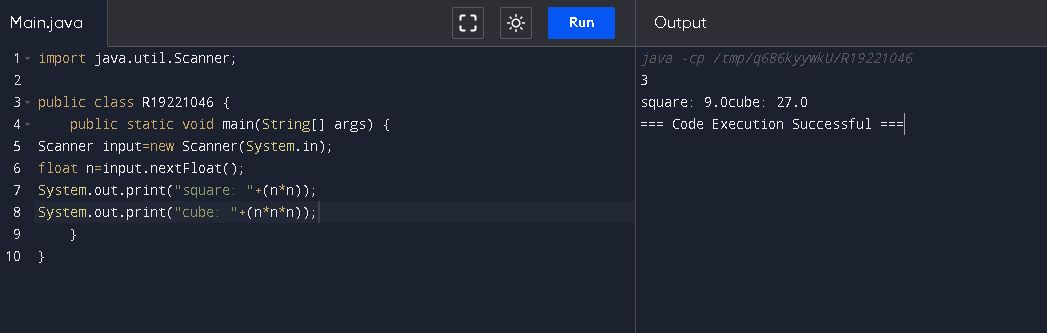 Main.java
Run
1 import java.util.Scanner;
2
3 public class R19221046 {
4     public static void main(String[] args) {
5 Scanner input=new Scanner(System.in);
6 float n=input.nextFloat();
7 System.out.print("square: "+(n*n));
8 System.out.print("cube: "+(n*n*n));
9     }
10 }
Output
java -cp /tmp/q686kyywkU/R19221046
3
square: 9.0cube: 27.0
=== Code Execution Successful ===